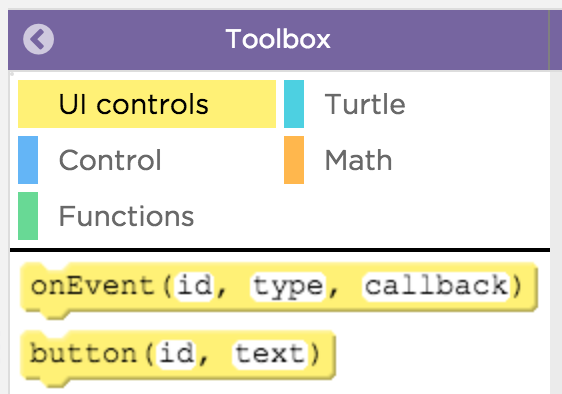 Toolbox
UI controls Turtle
Control Math
Functions
onEvent(id, type, callback)
button(id, text)